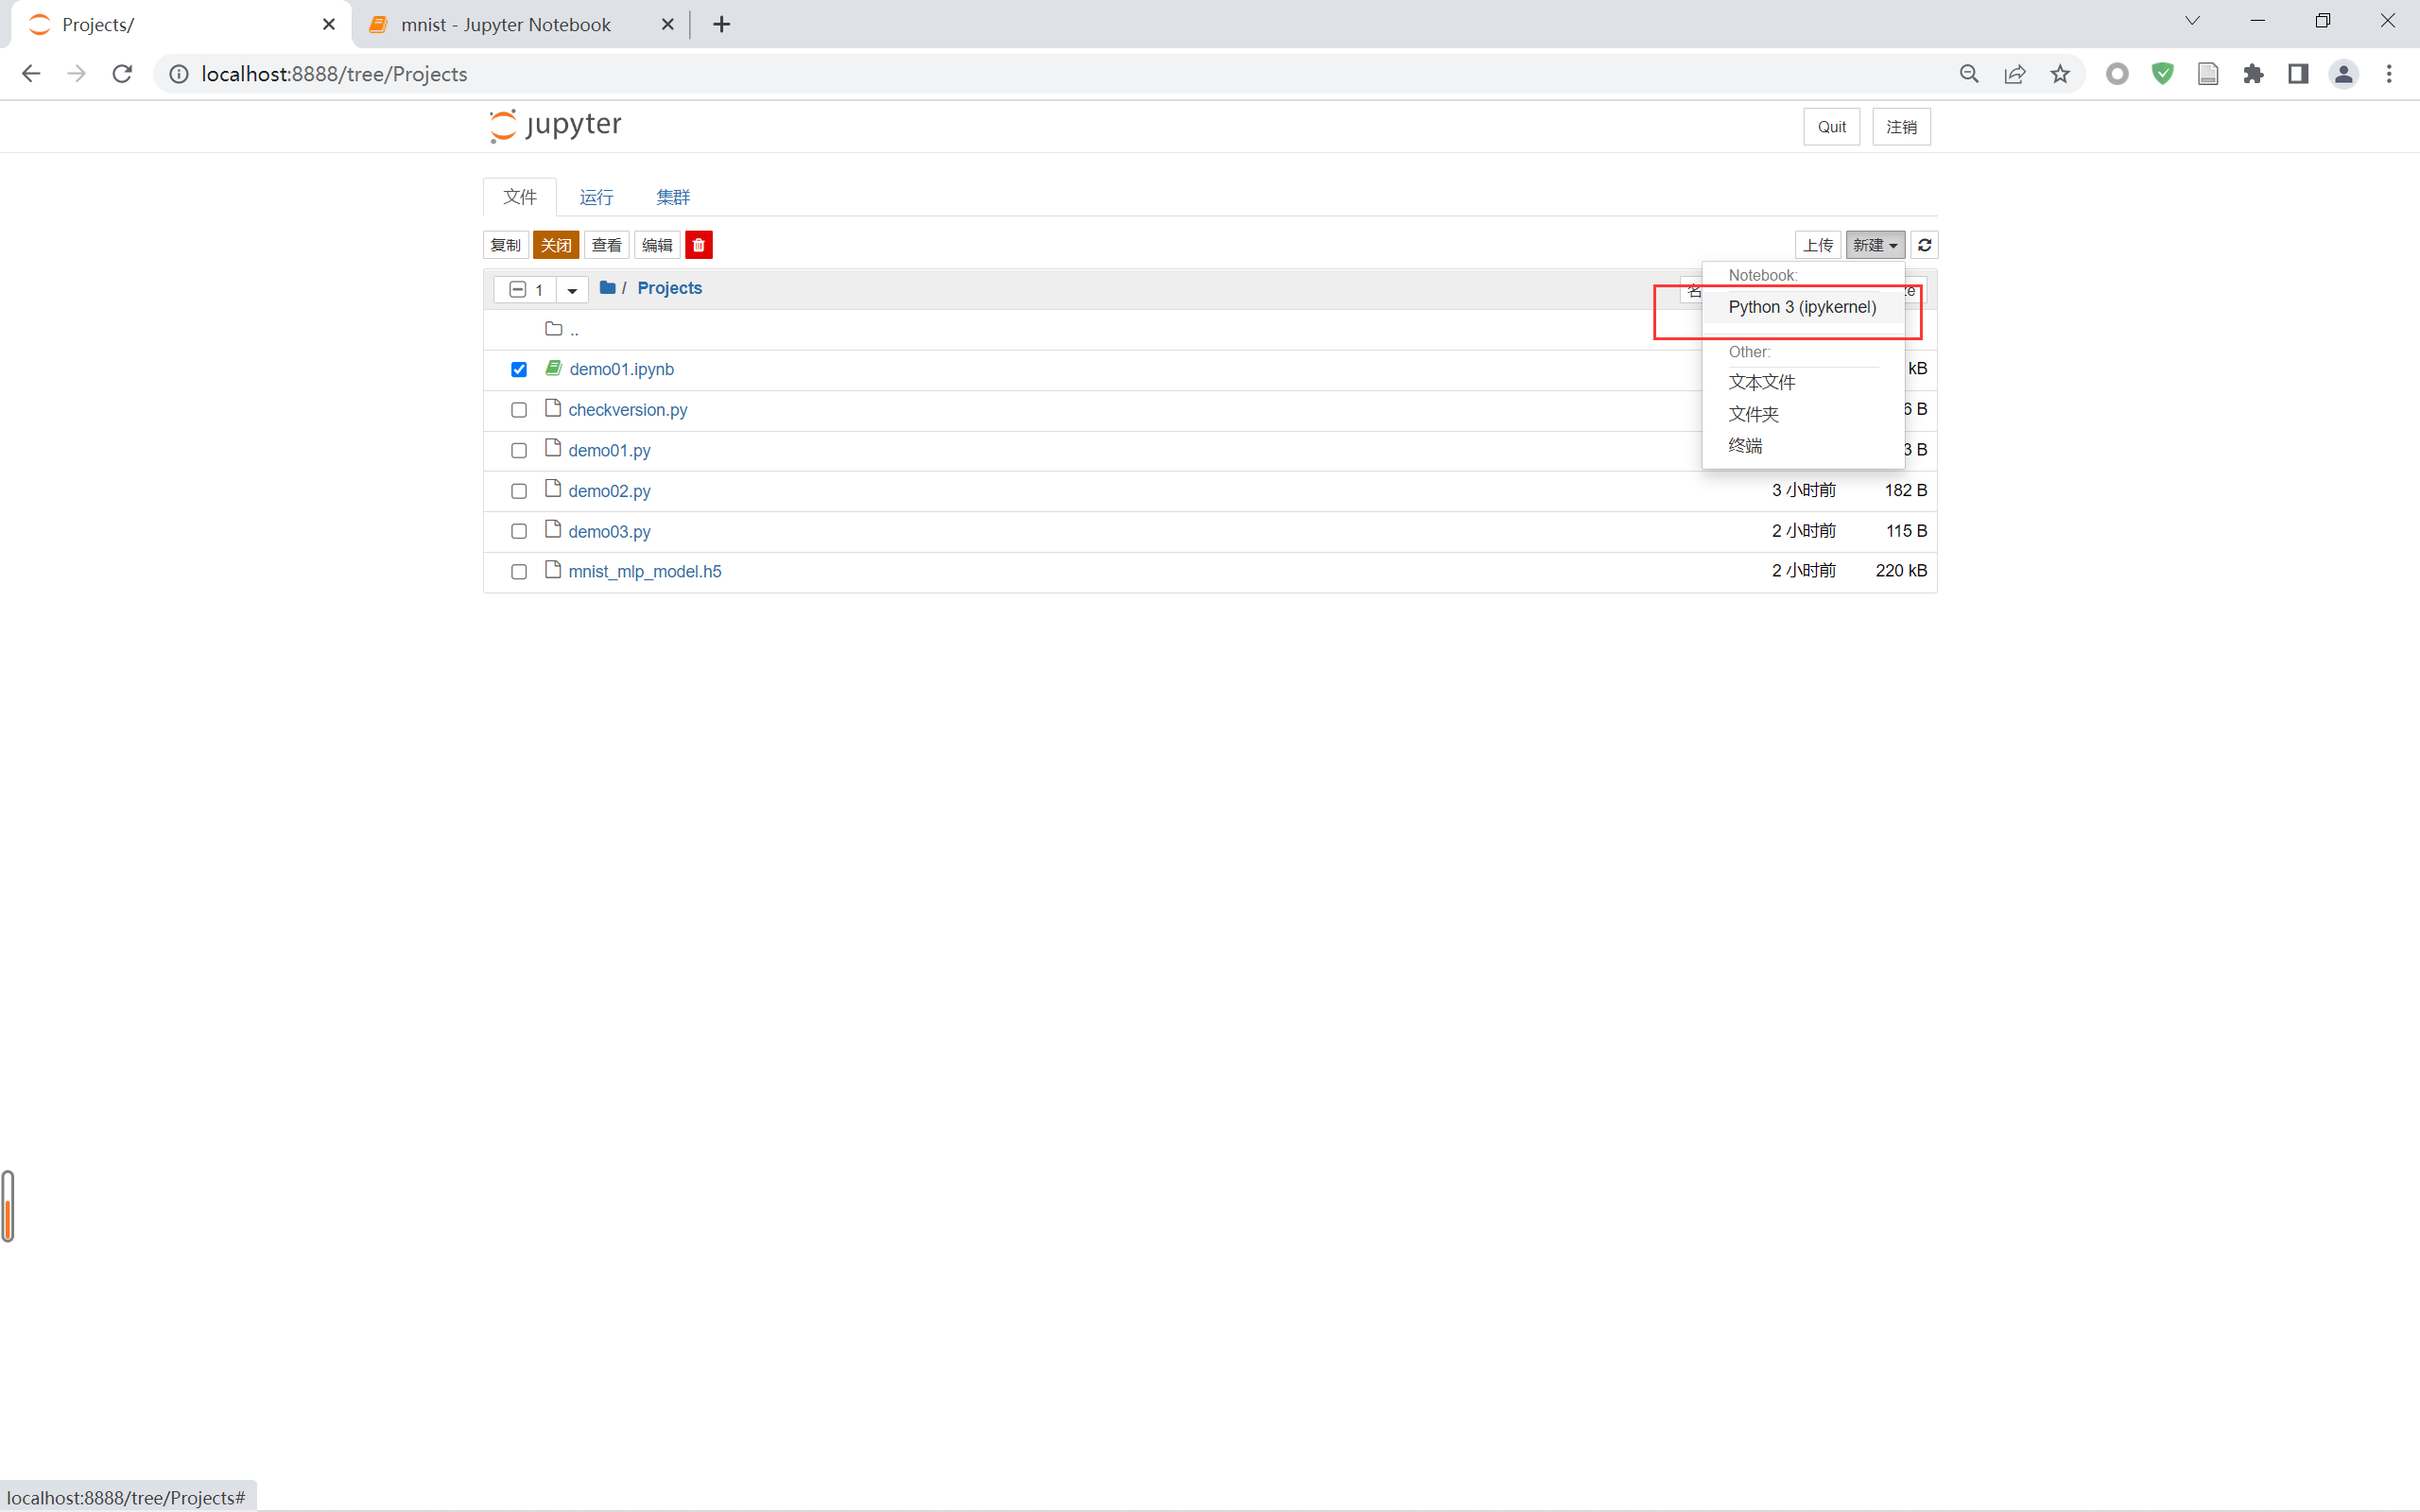 Projects/
mnist - Jupyter Notebook
localhost:8888/tree/Projects
jupyter
Quit
注销
文件
运行
集群
复制
关闭
查看
编辑
上传
新建
1
/
Projects
名
ze
Notebook:
Python 3 (ipykernel)
Other:
文本文件
文件夹
终端
..
demo01.ipynb
kB
checkversion.py
6 B
demo01.py
3 B
demo02.py
3 小时前
182 B
demo03.py
2 小时前
115 B
mnist_mlp_model.h5
2 小时前
220 kB
localhost:8888/tree/Projects#